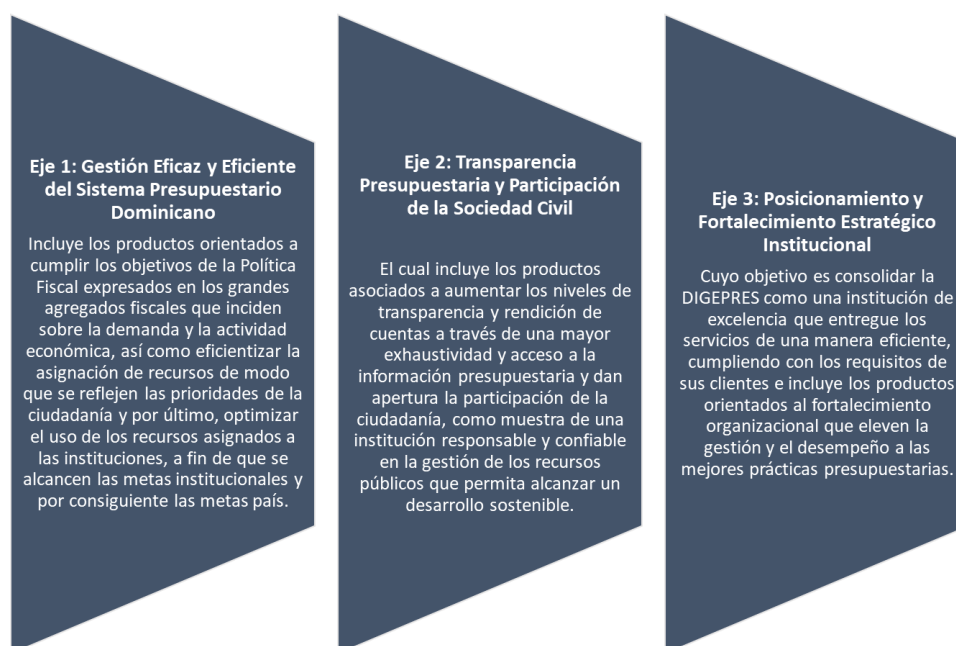 Eje 1: Gestión Eficaz y Eficiente
del Sistema Presupuestario
Dominicano
Incluye los productos orientados a
cumplir los objetivos de la Política
Fiscal expresados en los grandes
agregados fiscales que inciden
sobre la demanda y la actividad
económica, así como eficientizar la
asignación de recursos de modo
que se reflejen las prioridades de la
ciudadanía y por último, optimizar
el uso de los recursos asignados a
las instituciones, a fin de que se
alcancen las metas institucionales y
por consiguiente las metas país.
Eje 2: Transparencia
Presupuestaria y Participación
de la Sociedad Civil
El cual incluye los productos
asociados a aumentar los niveles de
transparencia y rendición de
cuentas a través de una mayor
exhaustividad y acceso a la
información presupuestaria y dan
apertura la participación de la
ciudadanía, como muestra de una
institución responsable y confiable
en la gestión de los recursos
públicos que permita alcanzar un
desarrollo sostenible.
Eje 3: Posicionamiento y
Fortalecimiento Estratégico
Institucional
Cuyo objetivo es consolidar la
DIGEPRES como una institución de
excelencia que entregue los
servicios de una manera eficiente,
cumpliendo con los requisitos de
sus clientes e incluye los productos
orientados al fortalecimiento
organizacional que eleven la
gestión y el desempeño a las
mejores prácticas presupuestarias.